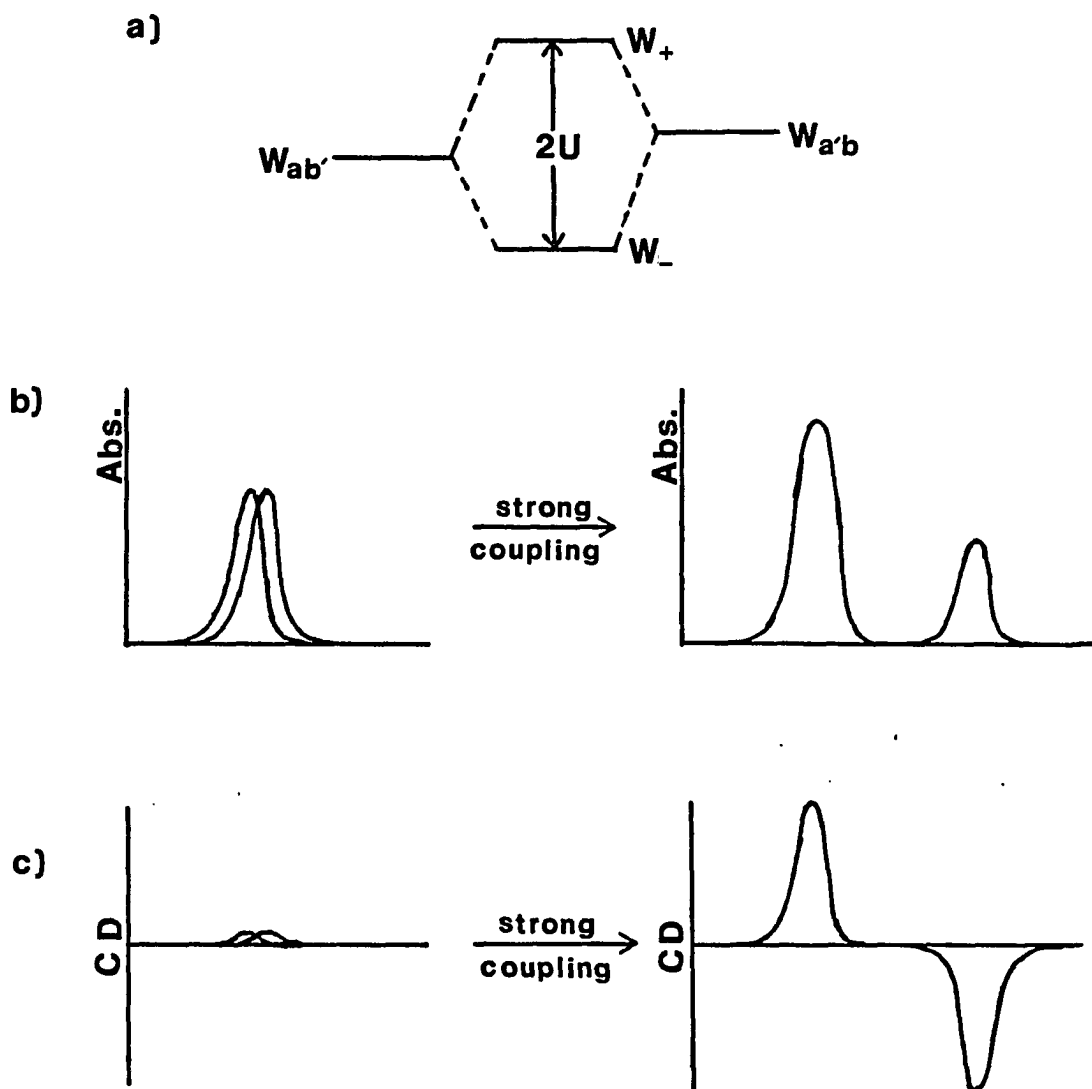 a)
W₊
Wab′
2U
Wa′b
W₋
b)
Abs.
strong
coupling
Abs.
c)
CD
strong
coupling
CD